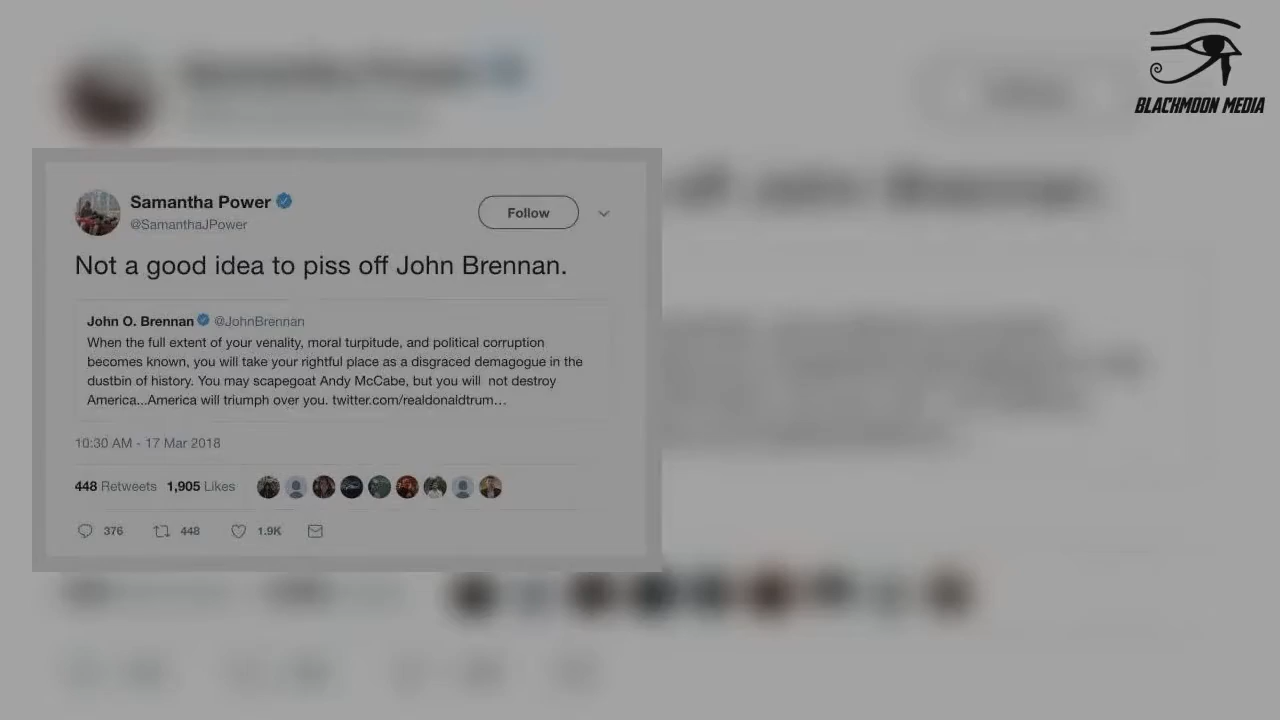 BLACHMOON MEDIA
Samantha Power
@SamanthaJPower
Follow
Not a good idea to piss off John Brennan.
John O. Brennan @JohnBrennan
When the full extent of your venality, moral turpitude, and political corruption
becomes known, you will take your rightful place as a disgraced demagogue in the
dustbin of history. You may scapegoat Andy McCabe, but you will not destroy
America...America will triumph over you. twitter.com/realdonaldtrum…
10:30 AM - 17 Mar 2018
448 Retweets 1,905 Likes
376 448 1.9K